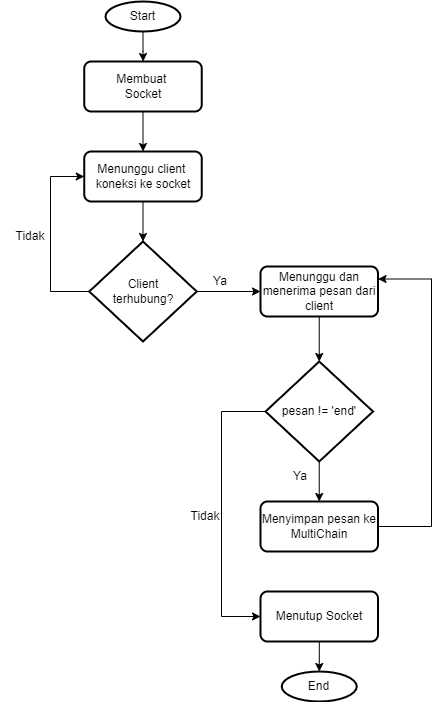 Start
Membuat
Socket
Menunggu client
koneksi ke socket
Tidak
Client
terhubung?
Ya
Menunggu dan
menerima pesan dari
client
pesan != 'end'
Ya
Tidak
Menyimpan pesan ke
MultiChain
Menutup Socket
End